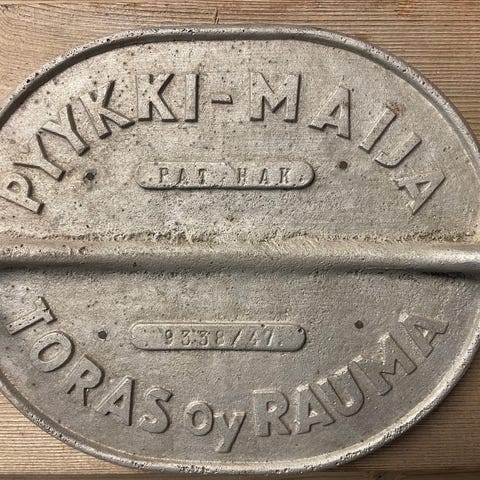 PYYKKI-MAIJA
PAT. HAK.
9338/47.
TORAS Oy RAUMA